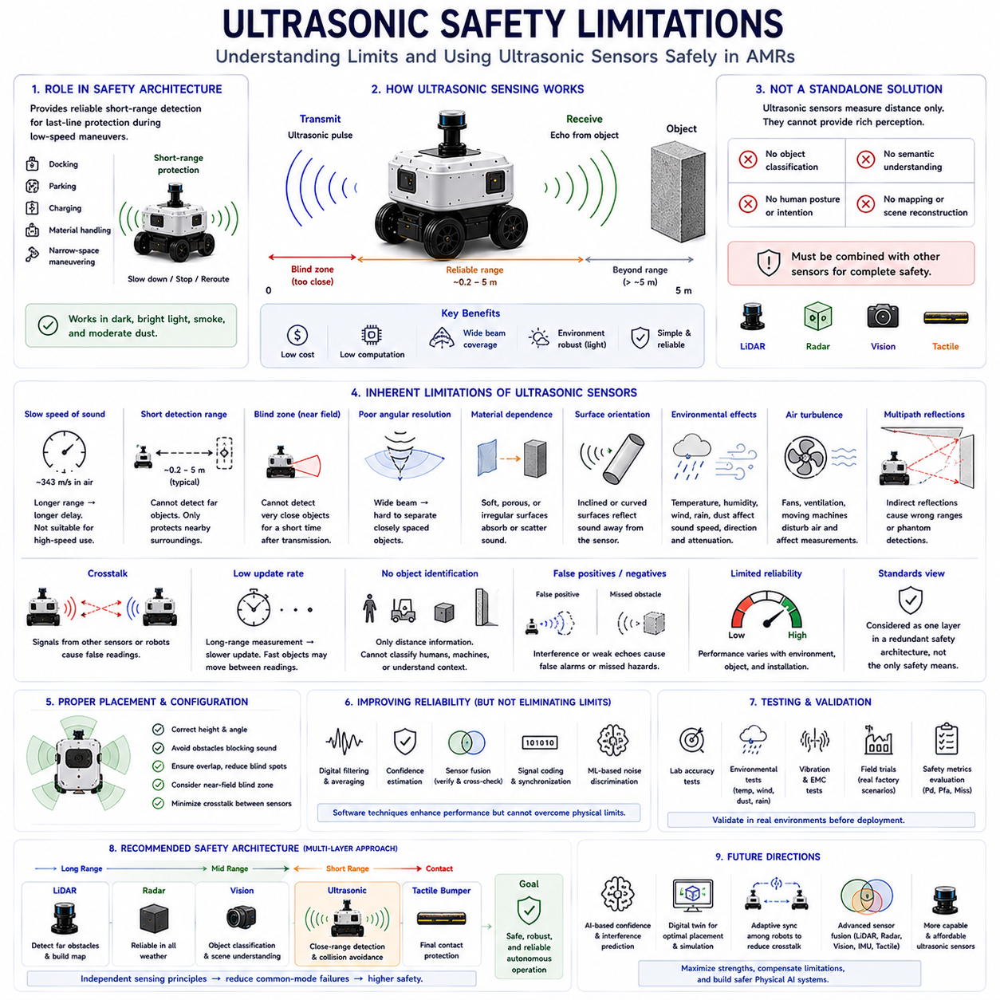 ULTRASONIC SAFETY LIMITATIONS
Understanding Limits and Using Ultrasonic Sensors Safely in AMRs
1. ROLE IN SAFETY ARCHITECTURE
Provides reliable short-range detection
for last-line protection during
low-speed maneuvers.
Docking
Parking
Charging
Material handling
Narrow-space
maneuvering
Short-range
protection
Slow down / Stop / Reroute
Works in dark, bright light, smoke,
and moderate dust.
2. HOW ULTRASONIC SENSING WORKS
Transmit
Ultrasonic pulse
Receive
Echo from object
Object
Blind zone
(too close)
Reliable range
~0.2 – 5 m
Beyond range
(> ~5 m)
0
5 m
Key Benefits
Low cost
Low computation
Wide beam
coverage
Environment
robust (light)
Simple &
reliable
3. NOT A STANDALONE SOLUTION
Ultrasonic sensors measure distance only.
They cannot provide rich perception.
No object
classification
No semantic
understanding
No human posture
or intention
No mapping or
scene reconstruction
Must be combined with other
sensors for complete safety.
LiDAR
Radar
Vision
Tactile
4. INHERENT LIMITATIONS OF ULTRASONIC SENSORS
Slow speed of sound
~343 m/s in air
Longer range →
longer delay.
Not suitable for
high-speed use.
Short detection range
~0.2 – 5 m
(typical)
Cannot detect far
objects. Only
protects nearby
surroundings.
Blind zone (near field)
Cannot detect
very close objects
for a short time
after transmission.
Poor angular resolution
Wide beam →
hard to separate
closely spaced
objects.
Material dependence
Soft, porous, or
irregular surfaces
absorb or scatter
sound.
Surface orientation
Inclined or curved
surfaces reflect
sound away from
the sensor.
Environmental effects
Temperature, humidity,
wind, rain, dust affect
sound speed, direction
and attenuation.
Air turbulence
Fans, ventilation,
moving machines
disturb air and
affect measurements.
Multipath reflections
Indirect reflections
cause wrong ranges
or phantom
detections.
Crosstalk
Signals from other sensors or robots
cause false readings.
Low update rate
Long-range measurement →
slower update. Fast objects may
move between readings.
No object identification
Only distance information.
Cannot classify humans, machines,
or understand context.
False positives / negatives
False positive
Missed obstacle
Interference or weak echoes cause
false alarms or missed hazards.
Limited reliability
Low
High
Performance varies with environment,
object, and installation.
Standards view
Considered as one layer
in a redundant safety
architecture, not
the only safety means.
5. PROPER PLACEMENT & CONFIGURATION
Correct height & angle
Avoid obstacles blocking sound
Ensure overlap, reduce blind spots
Consider near-field blind zone
Minimize crosstalk between sensors
6. IMPROVING RELIABILITY (BUT NOT ELIMINATING LIMITS)
Digital filtering
& averaging
Confidence
estimation
Sensor fusion
(verify & cross-check)
101010
Signal coding
& synchronization
ML-based noise
discrimination
Software techniques enhance performance but cannot overcome physical limits.
7. TESTING & VALIDATION
Lab accuracy
tests
Environmental
tests
(temp, wind,
dust, rain)
Vibration
& EMC
tests
Field trials
(real factory
scenarios)
Safety metrics
evaluation
(Pd, Pfa, Miss)
Validate in real environments before deployment.
8. RECOMMENDED SAFETY ARCHITECTURE (MULTI-LAYER APPROACH)
Long Range
Mid Range
Short Range
Contact
LiDAR
Detect far obstacles
& build map
Radar
Reliable in all
weather
Vision
Object classification
& scene understanding
Ultrasonic
Close-range detection
& collision avoidance
Tactile Bumper
Final contact
protection
Goal
Safe, robust,
and reliable
autonomous
operation
Independent sensing principles → reduce common-mode failures → higher safety.
9. FUTURE DIRECTIONS
AI-based confidence
& interference
prediction
Digital twin for
optimal placement
& simulation
Adaptive sync
among robots to
reduce crosstalk
Advanced sensor
fusion (LiDAR, Radar,
Vision, IMU, Tactile)
More capable
& affordable
ultrasonic sensors
Maximize strengths, compensate limitations,
and build safer Physical AI systems.